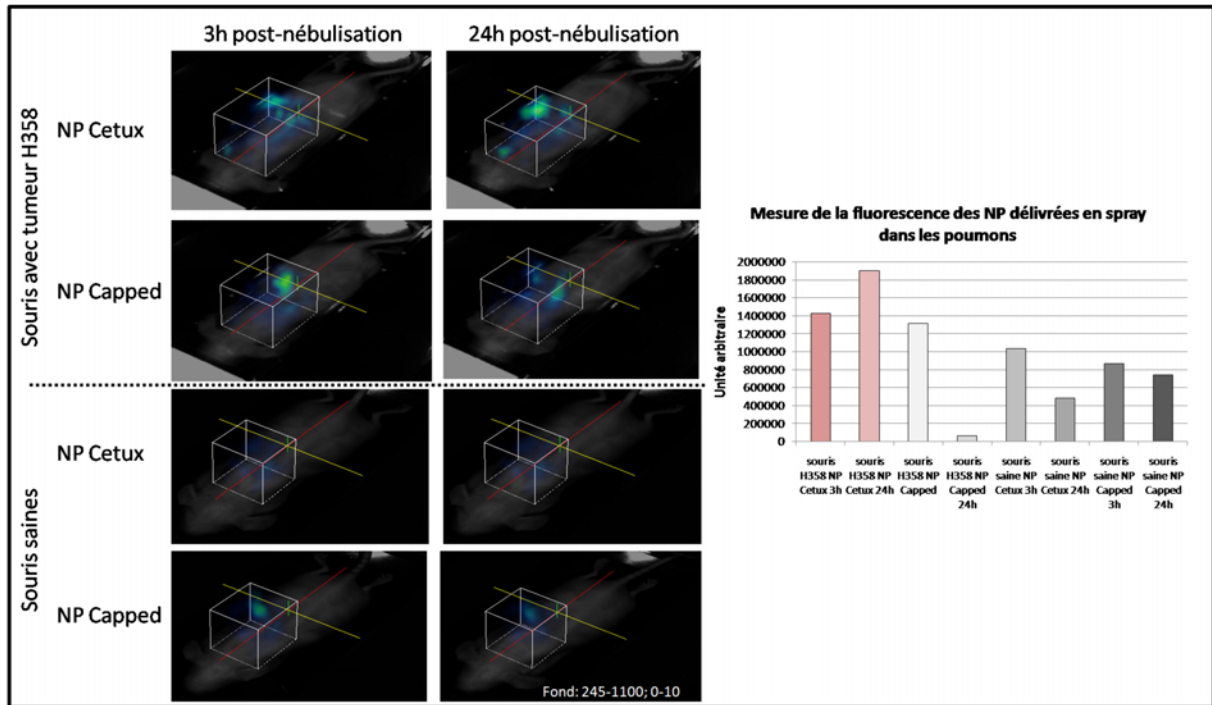 3h post-nébulisation
24h post-nébulisation
Souris avec tumeur H358
NP Cetux
NP Capped
Souris saines
NP Cetux
NP Capped
Fond: 245-1100; 0-10
Mesure de la fluorescence des NP délivrées en spray
dans les poumons
Unité arbitraire
2000000
1800000
1600000
1400000
1200000
1000000
800000
600000
400000
200000
0
souris
H358 NP
Cetux 3h
souris
H358 NP
Cetux 24h
souris
H358 NP
Capped
souris
H358 NP
Capped
24h
souris
saine NP
Cetux 3h
souris
saine NP
Cetux 24h
souris
saine NP
Capped
3h
souris
saine NP
Capped
24h